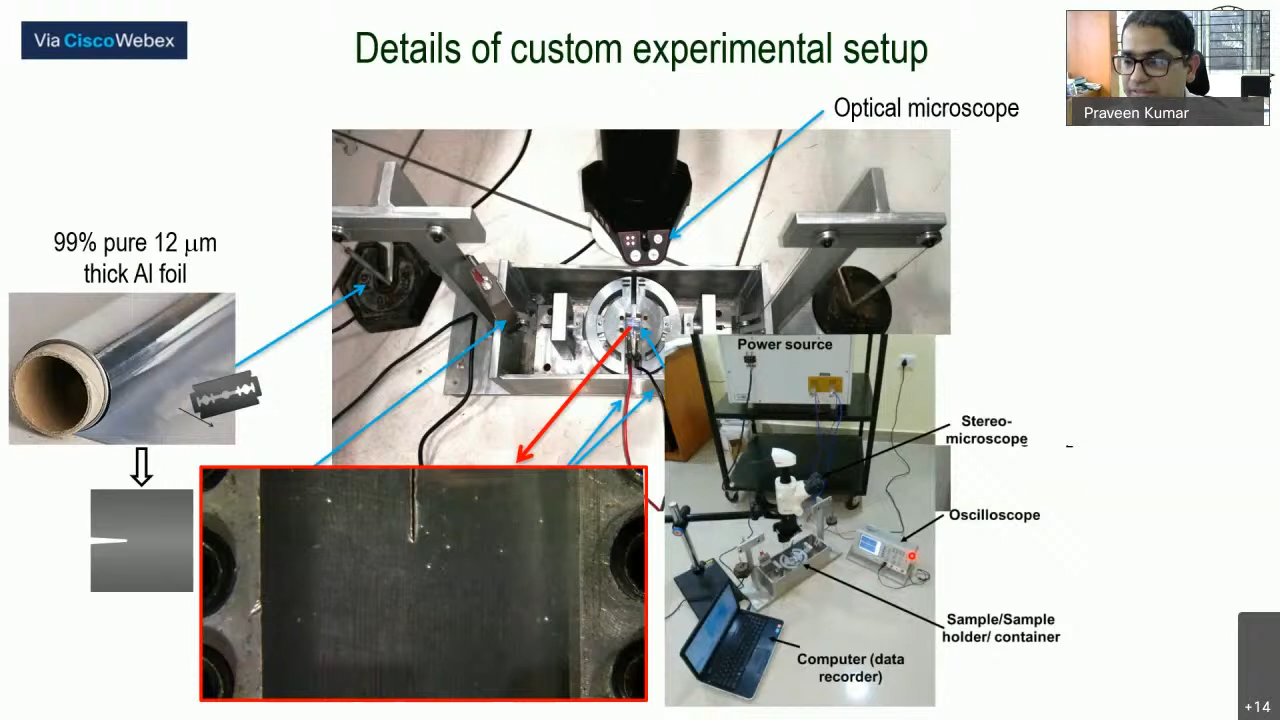 Via CiscoWebex
Details of custom experimental setup
Praveen Kumar
Optical microscope
99% pure 12 μm
thick Al foil
Power source
Stereo-
microscope
Oscilloscope
Sample/Sample
holder/ container
Computer (data
recorder)
+14